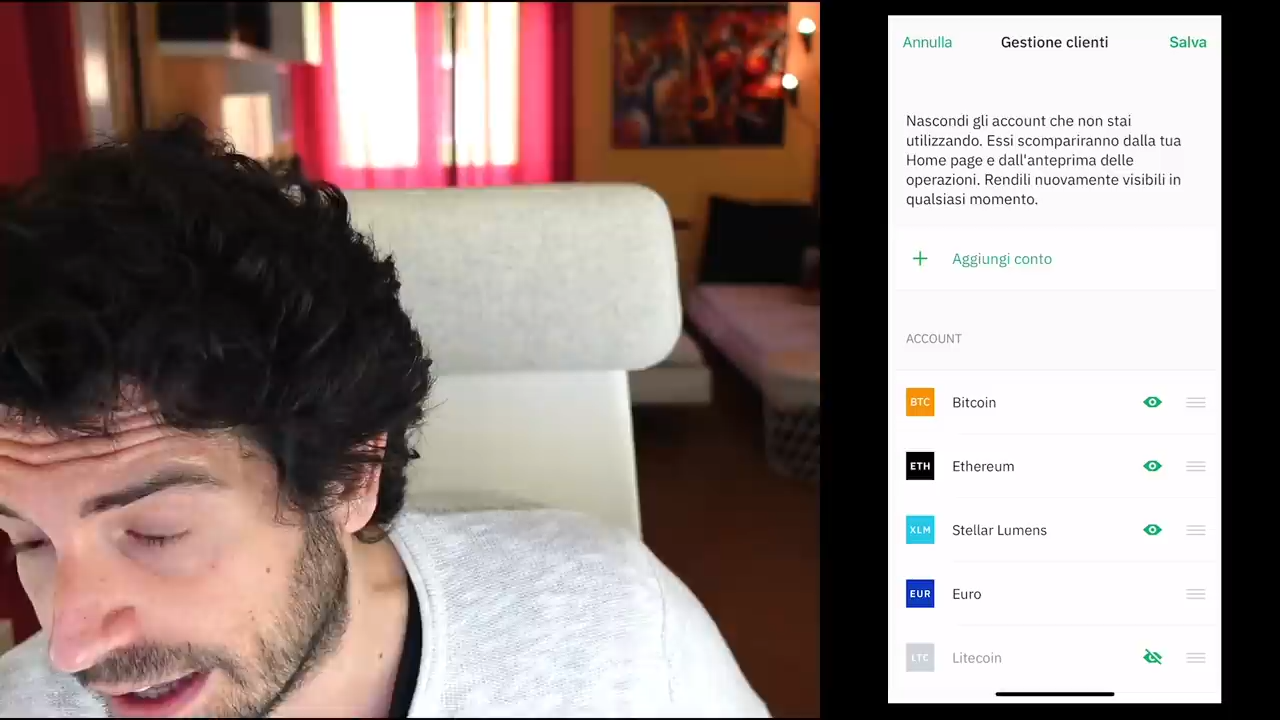 Annulla Gestione clienti Salva
Nascondi gli account che non stai
utilizzando. Essi scompariranno dalla tua
Home page e dall'anteprima delle
operazioni. Rendili nuovamente visibili in
qualsiasi momento.
+ Aggiungi conto
ACCOUNT
BTC Bitcoin
ETH Ethereum
XLM Stellar Lumens
EUR Euro
LTC Litecoin